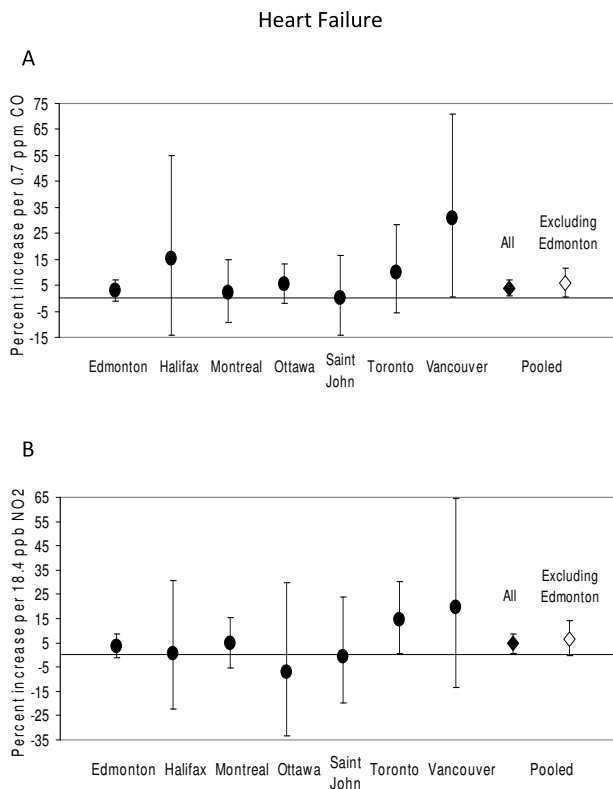 Heart Failure
A
Percent increase per 0.7 ppm CO
75
65
55
45
35
25
15
5
-5
-15
All
Excluding
Edmonton
Edmonton Halifax Montreal Ottawa Saint John Toronto Vancouver Pooled
B
Percent increase per 18.4 ppb NO2
65
55
45
35
25
15
5
-5
-15
-25
-35
All
Excluding
Edmonton
Edmonton Halifax Montreal Ottawa Saint John Toronto Vancouver Pooled